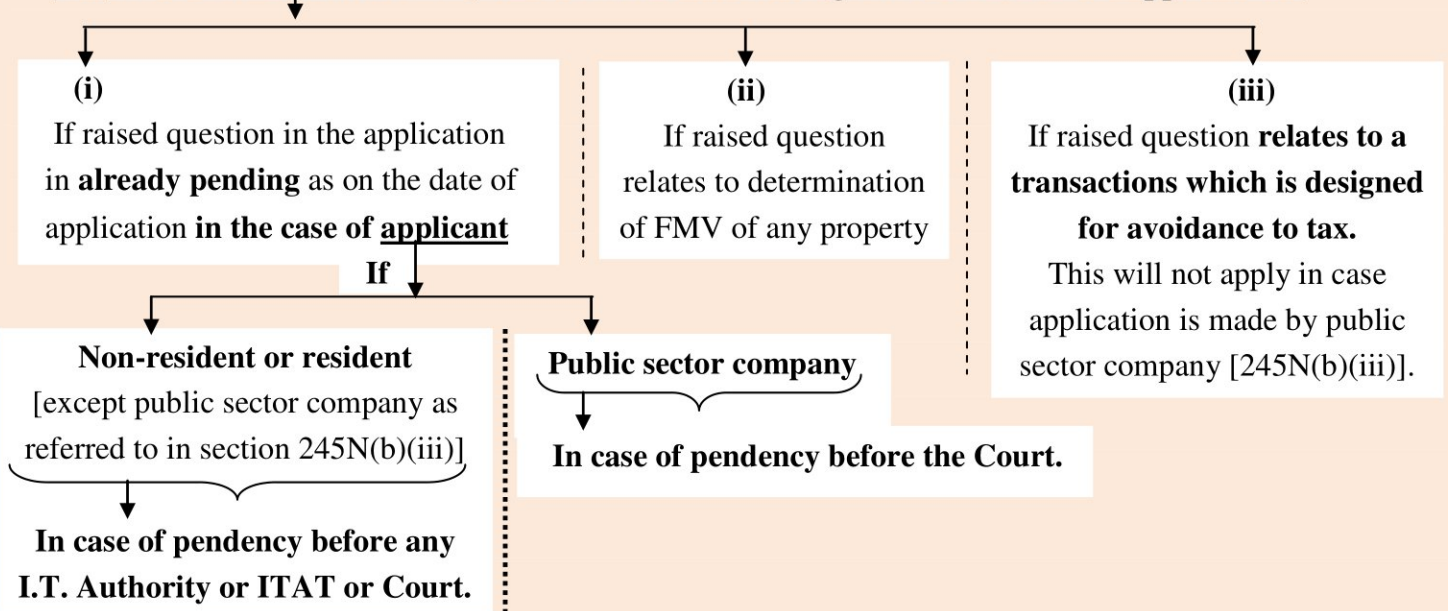 (i)
If raised question in the application
in already pending as on the date of
application in the case of applicant
If
Non-resident or resident
[except public sector company as
referred to in section 245N(b)(iii)]
In case of pendency before any
I.T. Authority or ITAT or Court.
Public sector company
In case of pendency before the Court.
(ii)
If raised question
relates to determination
of FMV of any property
(iii)
If raised question relates to a
transactions which is designed
for avoidance to tax.
This will not apply in case
application is made by public
sector company [245N(b)(iii)].